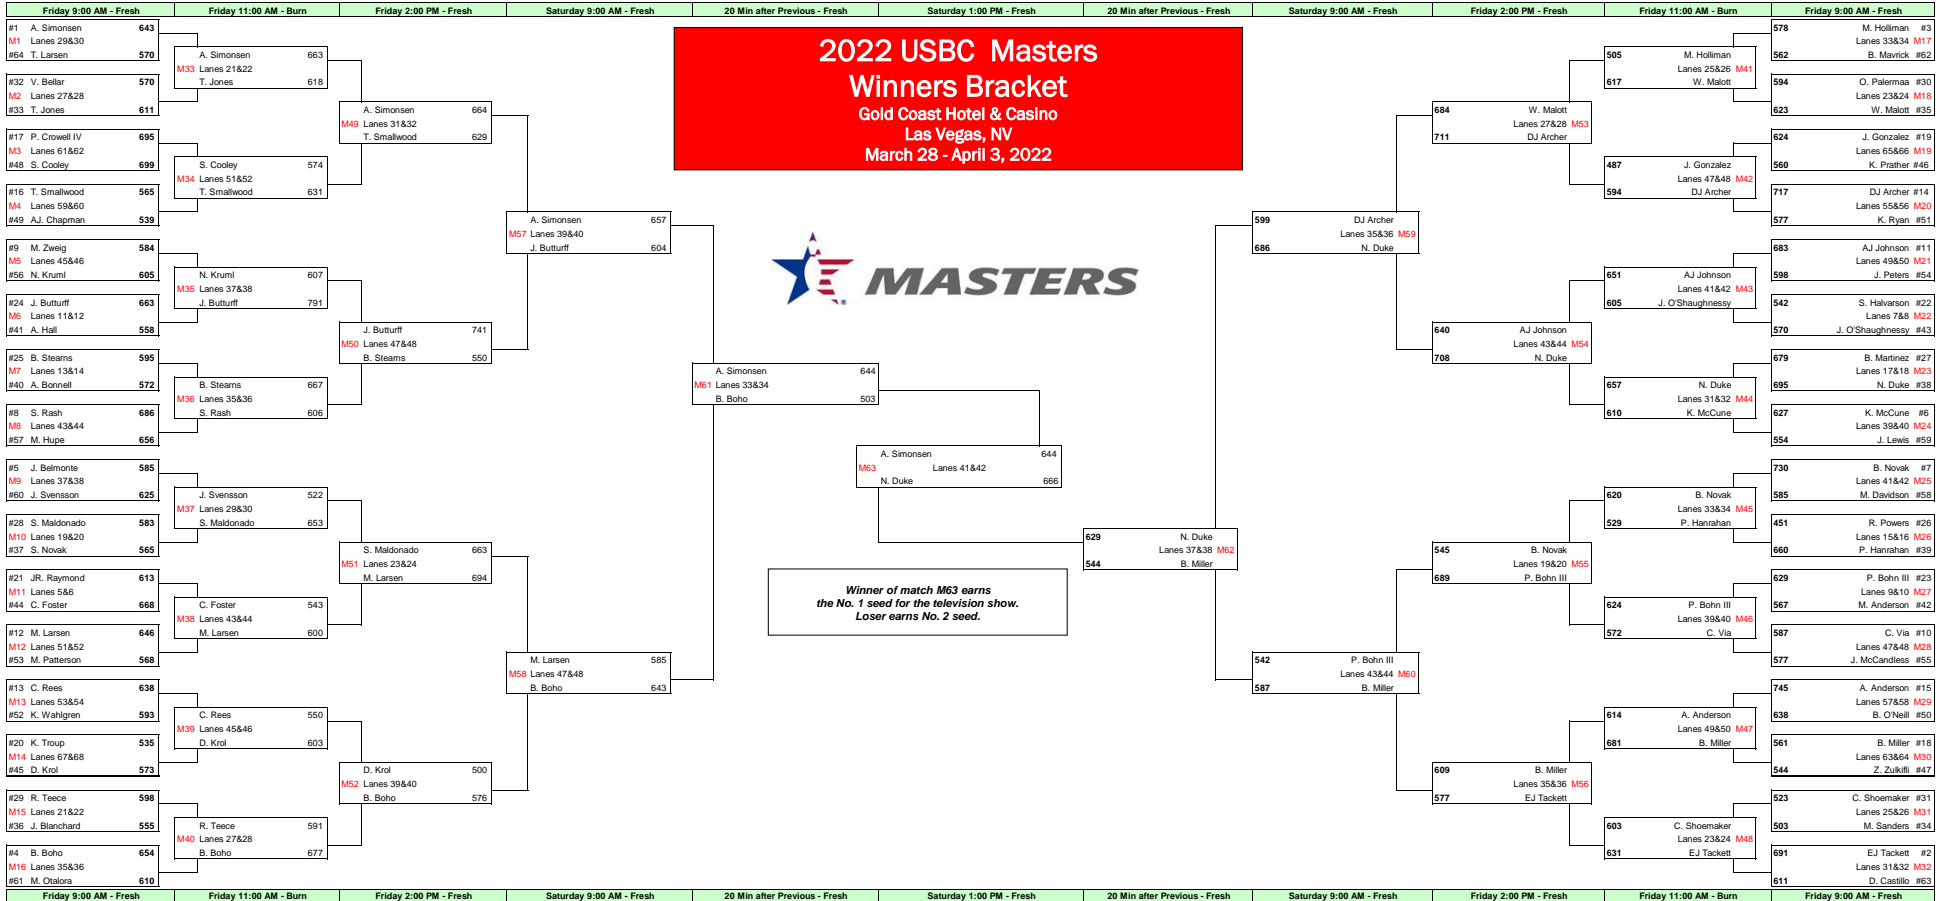 Friday 9:00 AM - Fresh
Friday 11:00 AM - Burn
Friday 2:00 PM - Fresh
Saturday 9:00 AM - Fresh
20 Min after Previous - Fresh
Saturday 1:00 PM - Fresh
20 Min after Previous - Fresh
Saturday 9:00 AM - Fresh
Friday 2:00 PM - Fresh
Friday 11:00 AM - Burn
Friday 9:00 AM - Fresh
2022 USBC Masters
Winners Bracket
Gold Coast Hotel & Casino
Las Vegas, NV
March 28 - April 3, 2022
MASTERS
#1 A. Simonsen 643
M1 Lanes 29&30
#64 T. Larsen 570
#32 V. Bellar 570
M2 Lanes 27&28
#33 T. Jones 611
#17 P. Crowell IV 695
M3 Lanes 61&62
#48 S. Cooley 699
#16 T. Smallwood 565
M4 Lanes 59&60
#49 AJ. Chapman 539
#9 M. Zweig 584
M5 Lanes 45&46
#56 N. Kruml 605
#24 J. Butturff 663
M6 Lanes 11&12
#41 A. Hall 558
#25 B. Stearns 595
M7 Lanes 13&14
#40 A. Bonnell 572
#8 S. Rash 686
M8 Lanes 43&44
#57 M. Hupe 656
#5 J. Belmonte 585
M9 Lanes 37&38
#60 J. Svensson 625
#28 S. Maldonado 583
M10 Lanes 19&20
#37 S. Novak 565
#21 JR. Raymond 613
M11 Lanes 5&6
#44 C. Foster 668
#12 M. Larsen 646
M12 Lanes 51&52
#53 M. Patterson 568
#13 C. Rees 638
M13 Lanes 53&54
#52 K. Wahlgren 593
#20 K. Troup 535
M14 Lanes 67&68
#45 D. Krol 573
#29 R. Teece 598
M15 Lanes 21&22
#36 J. Blanchard 555
#4 B. Boho 654
M16 Lanes 35&36
#61 M. Otalora 610
A. Simonsen 663
M33 Lanes 21&22
T. Jones 618
S. Cooley 574
M34 Lanes 51&52
T. Smallwood 631
N. Kruml 607
M35 Lanes 37&38
J. Butturff 791
B. Stearns 667
M36 Lanes 35&36
S. Rash 606
J. Svensson 522
M37 Lanes 29&30
S. Maldonado 653
C. Foster 543
M38 Lanes 43&44
M. Larsen 600
C. Rees 550
M39 Lanes 45&46
D. Krol 603
R. Teece 591
M40 Lanes 27&28
B. Boho 677
A. Simonsen 664
M49 Lanes 31&32
T. Smallwood 629
J. Butturff 741
M50 Lanes 47&48
B. Stearns 550
S. Maldonado 663
M51 Lanes 23&24
M. Larsen 694
D. Krol 500
M52 Lanes 39&40
B. Boho 576
A. Simonsen 657
M57 Lanes 39&40
J. Butturff 604
M. Larsen 585
M58 Lanes 47&48
B. Boho 643
A. Simonsen 644
M61 Lanes 33&34
B. Boho 503
A. Simonsen 644
M63 Lanes 41&42
N. Duke 666
Winner of match M63 earns
the No. 1 seed for the television show.
Loser earns No. 2 seed.
629 N. Duke
Lanes 37&38 M62
544 B. Miller
599 DJ Archer
Lanes 35&36 M59
686 N. Duke
542 P. Bohn III
Lanes 43&44 M60
587 B. Miller
684 W. Malott
Lanes 27&28 M53
711 DJ Archer
640 AJ Johnson
Lanes 43&44 M54
708 N. Duke
545 B. Novak
Lanes 19&20 M55
689 P. Bohn III
609 B. Miller
Lanes 35&36 M56
577 EJ Tackett
505 M. Holliman
Lanes 25&26 M41
617 W. Malott
487 J. Gonzalez
Lanes 47&48 M42
594 DJ Archer
651 AJ Johnson
Lanes 41&42 M43
605 J. O'Shaughnessy
657 N. Duke
Lanes 31&32 M44
610 K. McCune
620 B. Novak
Lanes 33&34 M45
529 P. Hanrahan
624 P. Bohn III
Lanes 39&40 M46
572 C. Via
614 A. Anderson
Lanes 49&50 M47
681 B. Miller
603 C. Shoemaker
Lanes 23&24 M48
631 EJ Tackett
578 M. Holliman #3
Lanes 33&34 M17
562 B. Mavrick #62
594 O. Palermaa #30
Lanes 23&24 M18
623 W. Malott #35
624 J. Gonzalez #19
Lanes 65&66 M19
560 K. Prather #46
717 DJ Archer #14
Lanes 55&56 M20
577 K. Ryan #51
683 AJ Johnson #11
Lanes 49&50 M21
598 J. Peters #54
542 S. Halvarson #22
Lanes 7&8 M22
570 J. O'Shaughnessy #43
679 B. Martinez #27
Lanes 17&18 M23
695 N. Duke #38
627 K. McCune #6
Lanes 39&40 M24
554 J. Lewis #59
730 B. Novak #7
Lanes 41&42 M25
585 M. Davidson #58
451 R. Powers #26
Lanes 15&16 M26
660 P. Hanrahan #39
629 P. Bohn III #23
Lanes 9&10 M27
567 M. Anderson #42
587 C. Via #10
Lanes 47&48 M28
577 J. McCandless #55
745 A. Anderson #15
Lanes 57&58 M29
638 B. O'Neill #50
561 B. Miller #18
Lanes 63&64 M30
544 Z. Zulkifli #47
523 C. Shoemaker #31
Lanes 25&26 M31
503 M. Sanders #34
691 EJ Tackett #2
Lanes 31&32 M32
611 D. Castillo #63
Friday 9:00 AM - Fresh
Friday 11:00 AM - Burn
Friday 2:00 PM - Fresh
Saturday 9:00 AM - Fresh
20 Min after Previous - Fresh
Saturday 1:00 PM - Fresh
20 Min after Previous - Fresh
Saturday 9:00 AM - Fresh
Friday 2:00 PM - Fresh
Friday 11:00 AM - Burn
Friday 9:00 AM - Fresh